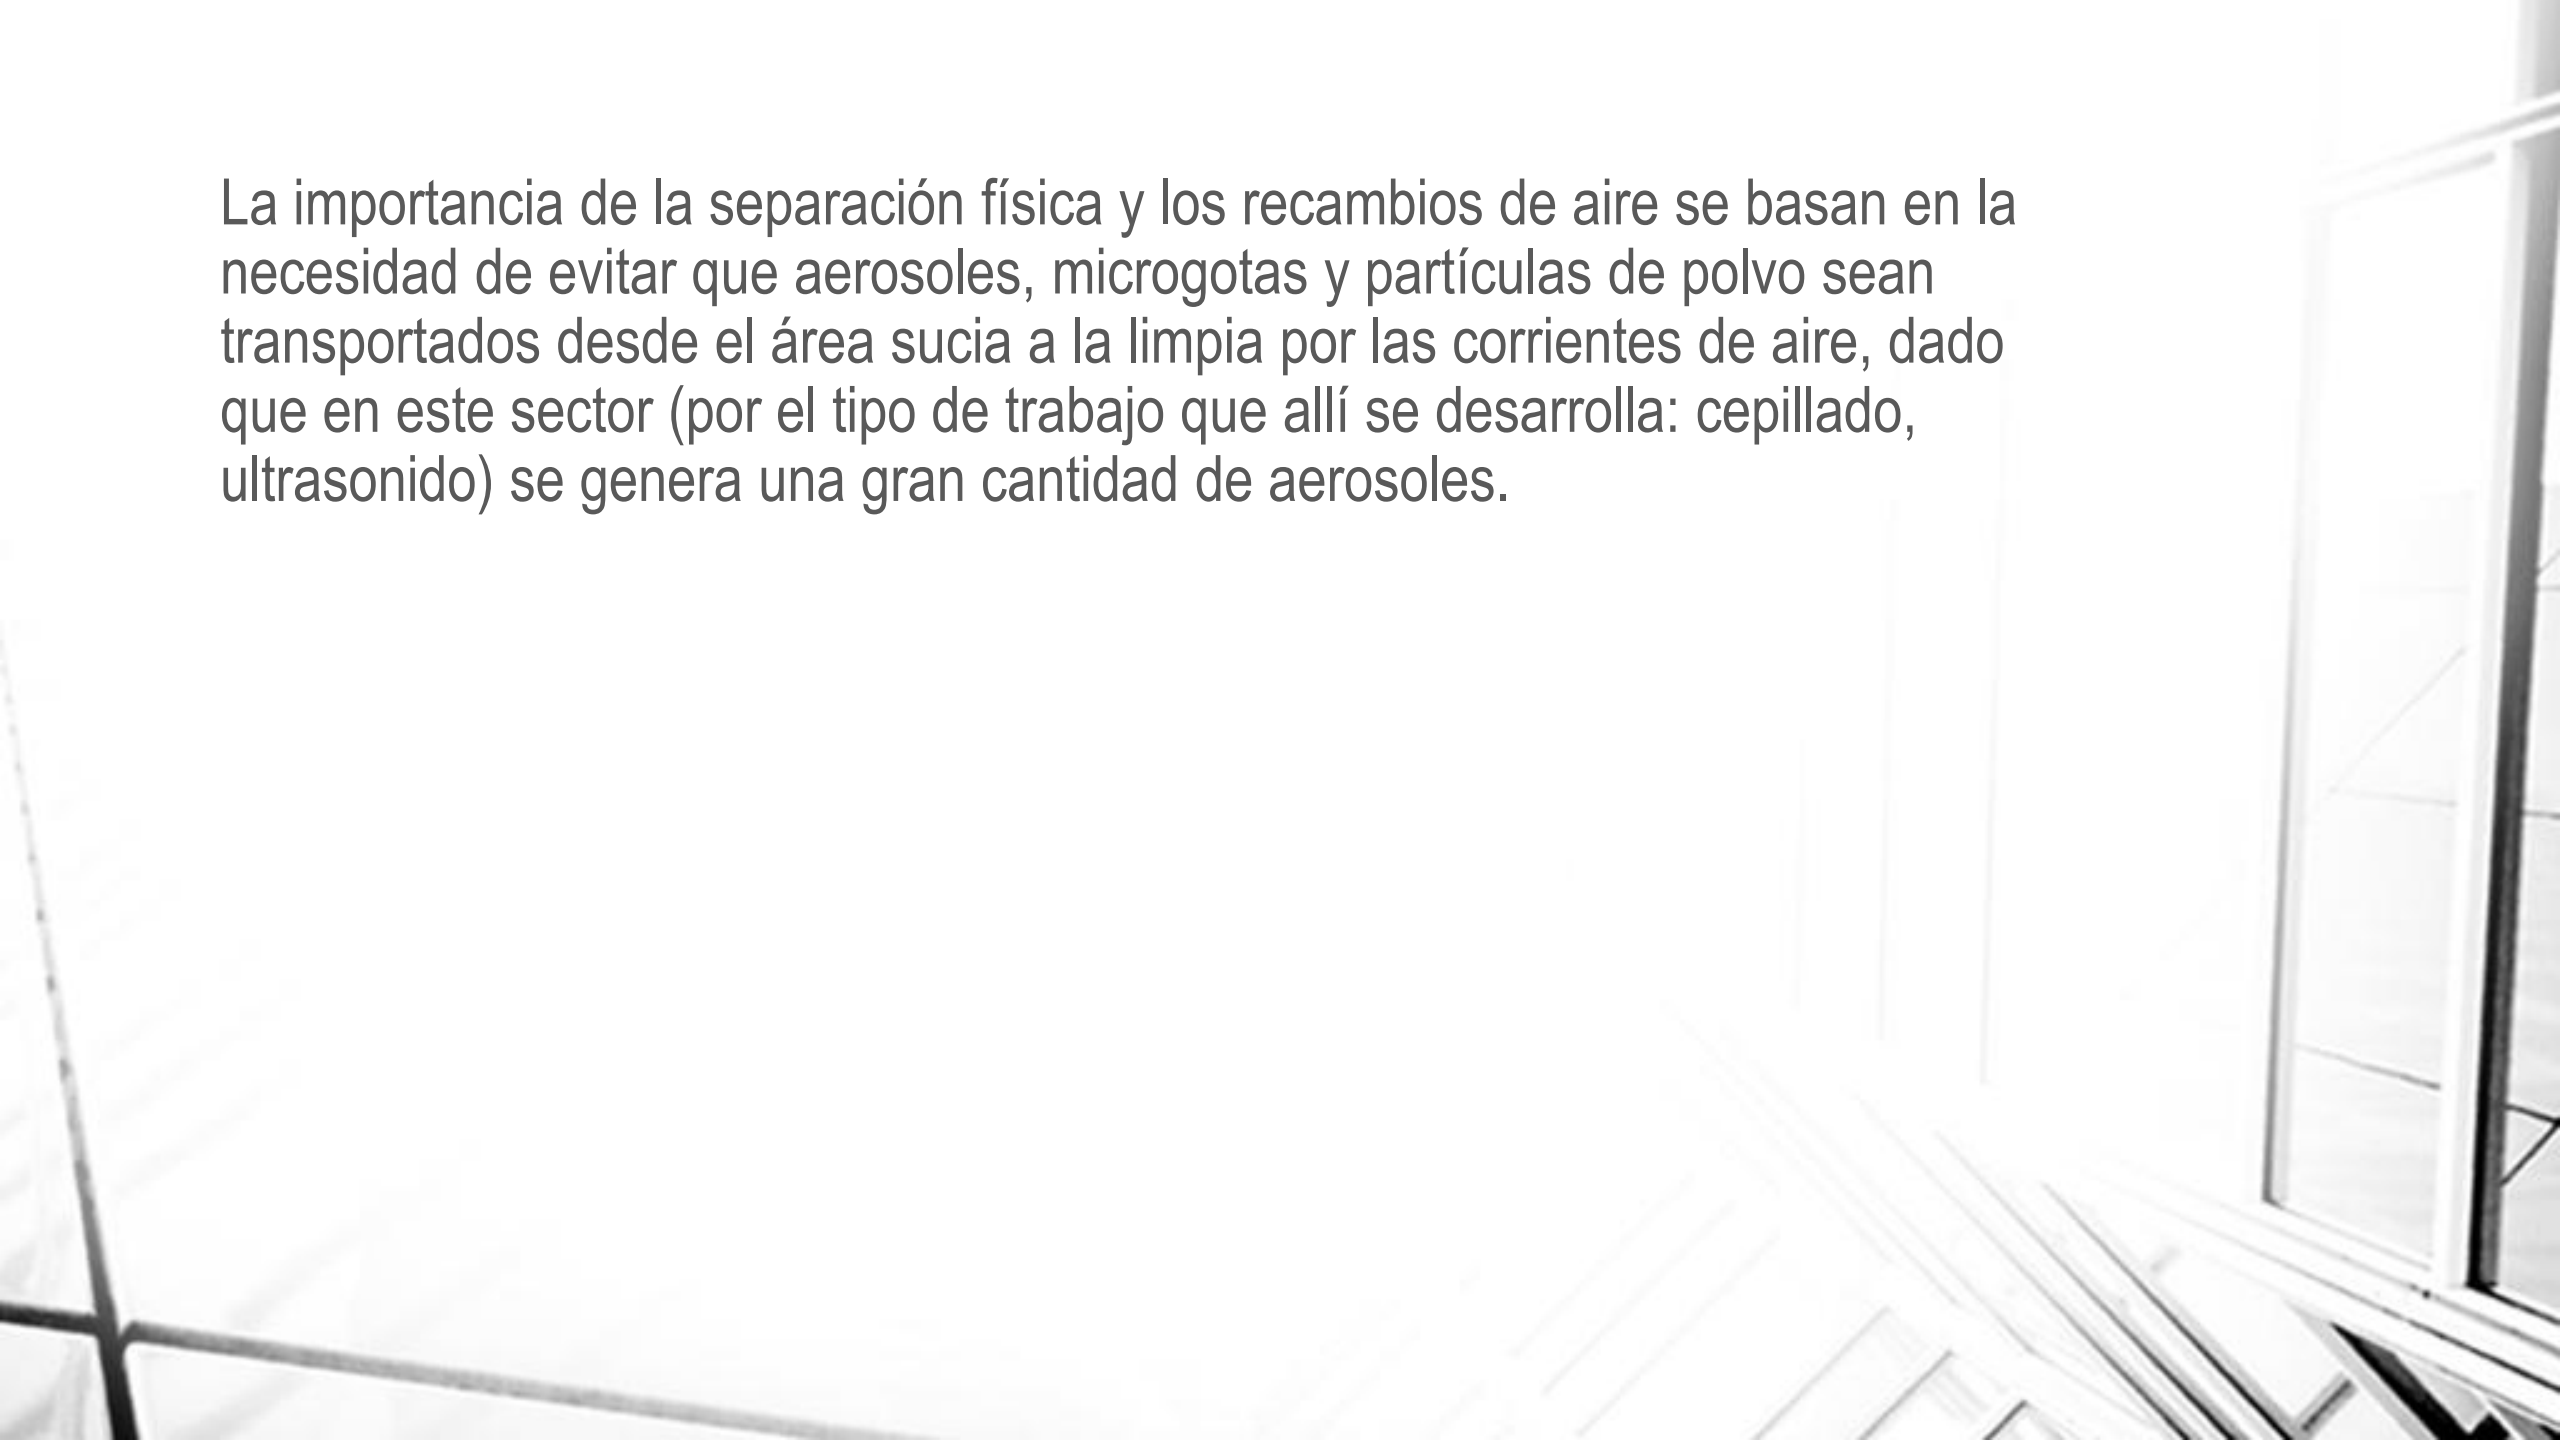 La importancia de la separación física y los recambios de aire se basan en la
necesidad de evitar que aerosoles, microgotas y partículas de polvo sean
transportados desde el área sucia a la limpia por las corrientes de aire, dado
que en este sector (por el tipo de trabajo que allí se desarrolla: cepillado,
ultrasonido) se genera una gran cantidad de aerosoles.